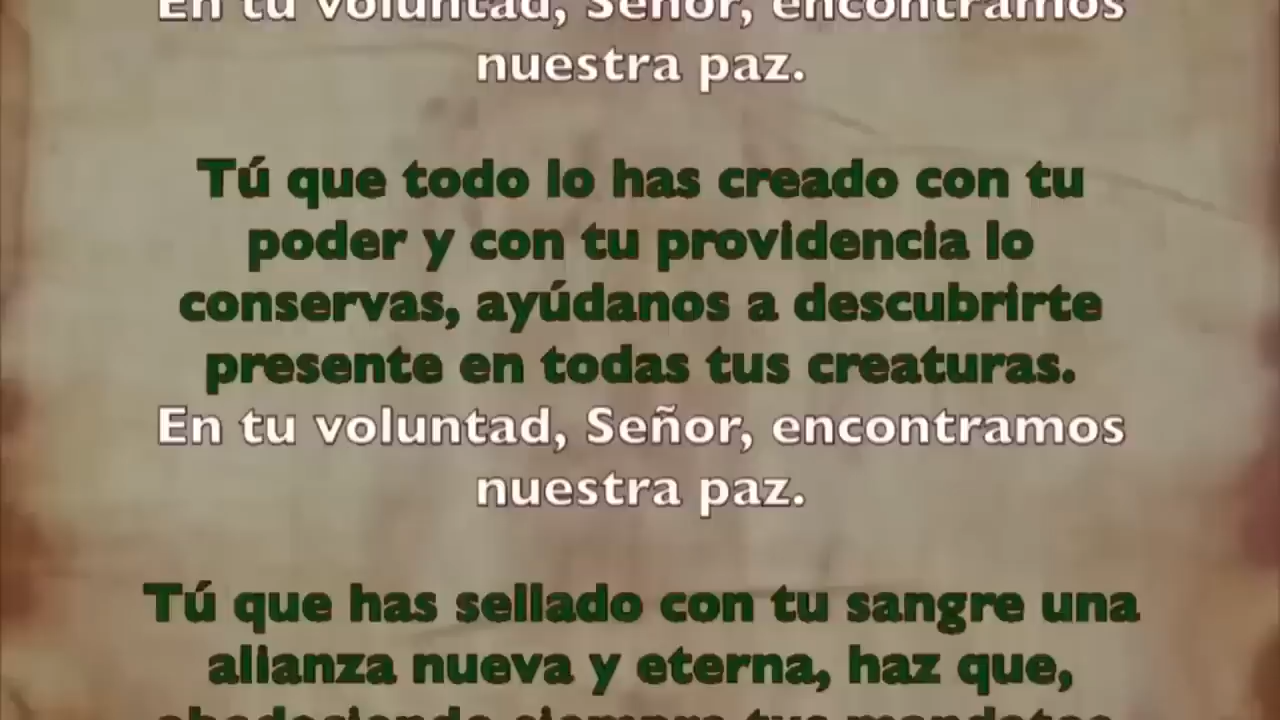 En tu voluntad, Señor, encontramos
nuestra paz.
Tú que todo lo has creado con tu
poder y con tu providencia lo
conservas, ayúdanos a descubrirte
presente en todas tus creaturas.
En tu voluntad, Señor, encontramos
nuestra paz.
Tú que has sellado con tu sangre una
alianza nueva y eterna, haz que,
obedeciendo siempre tus mandatos